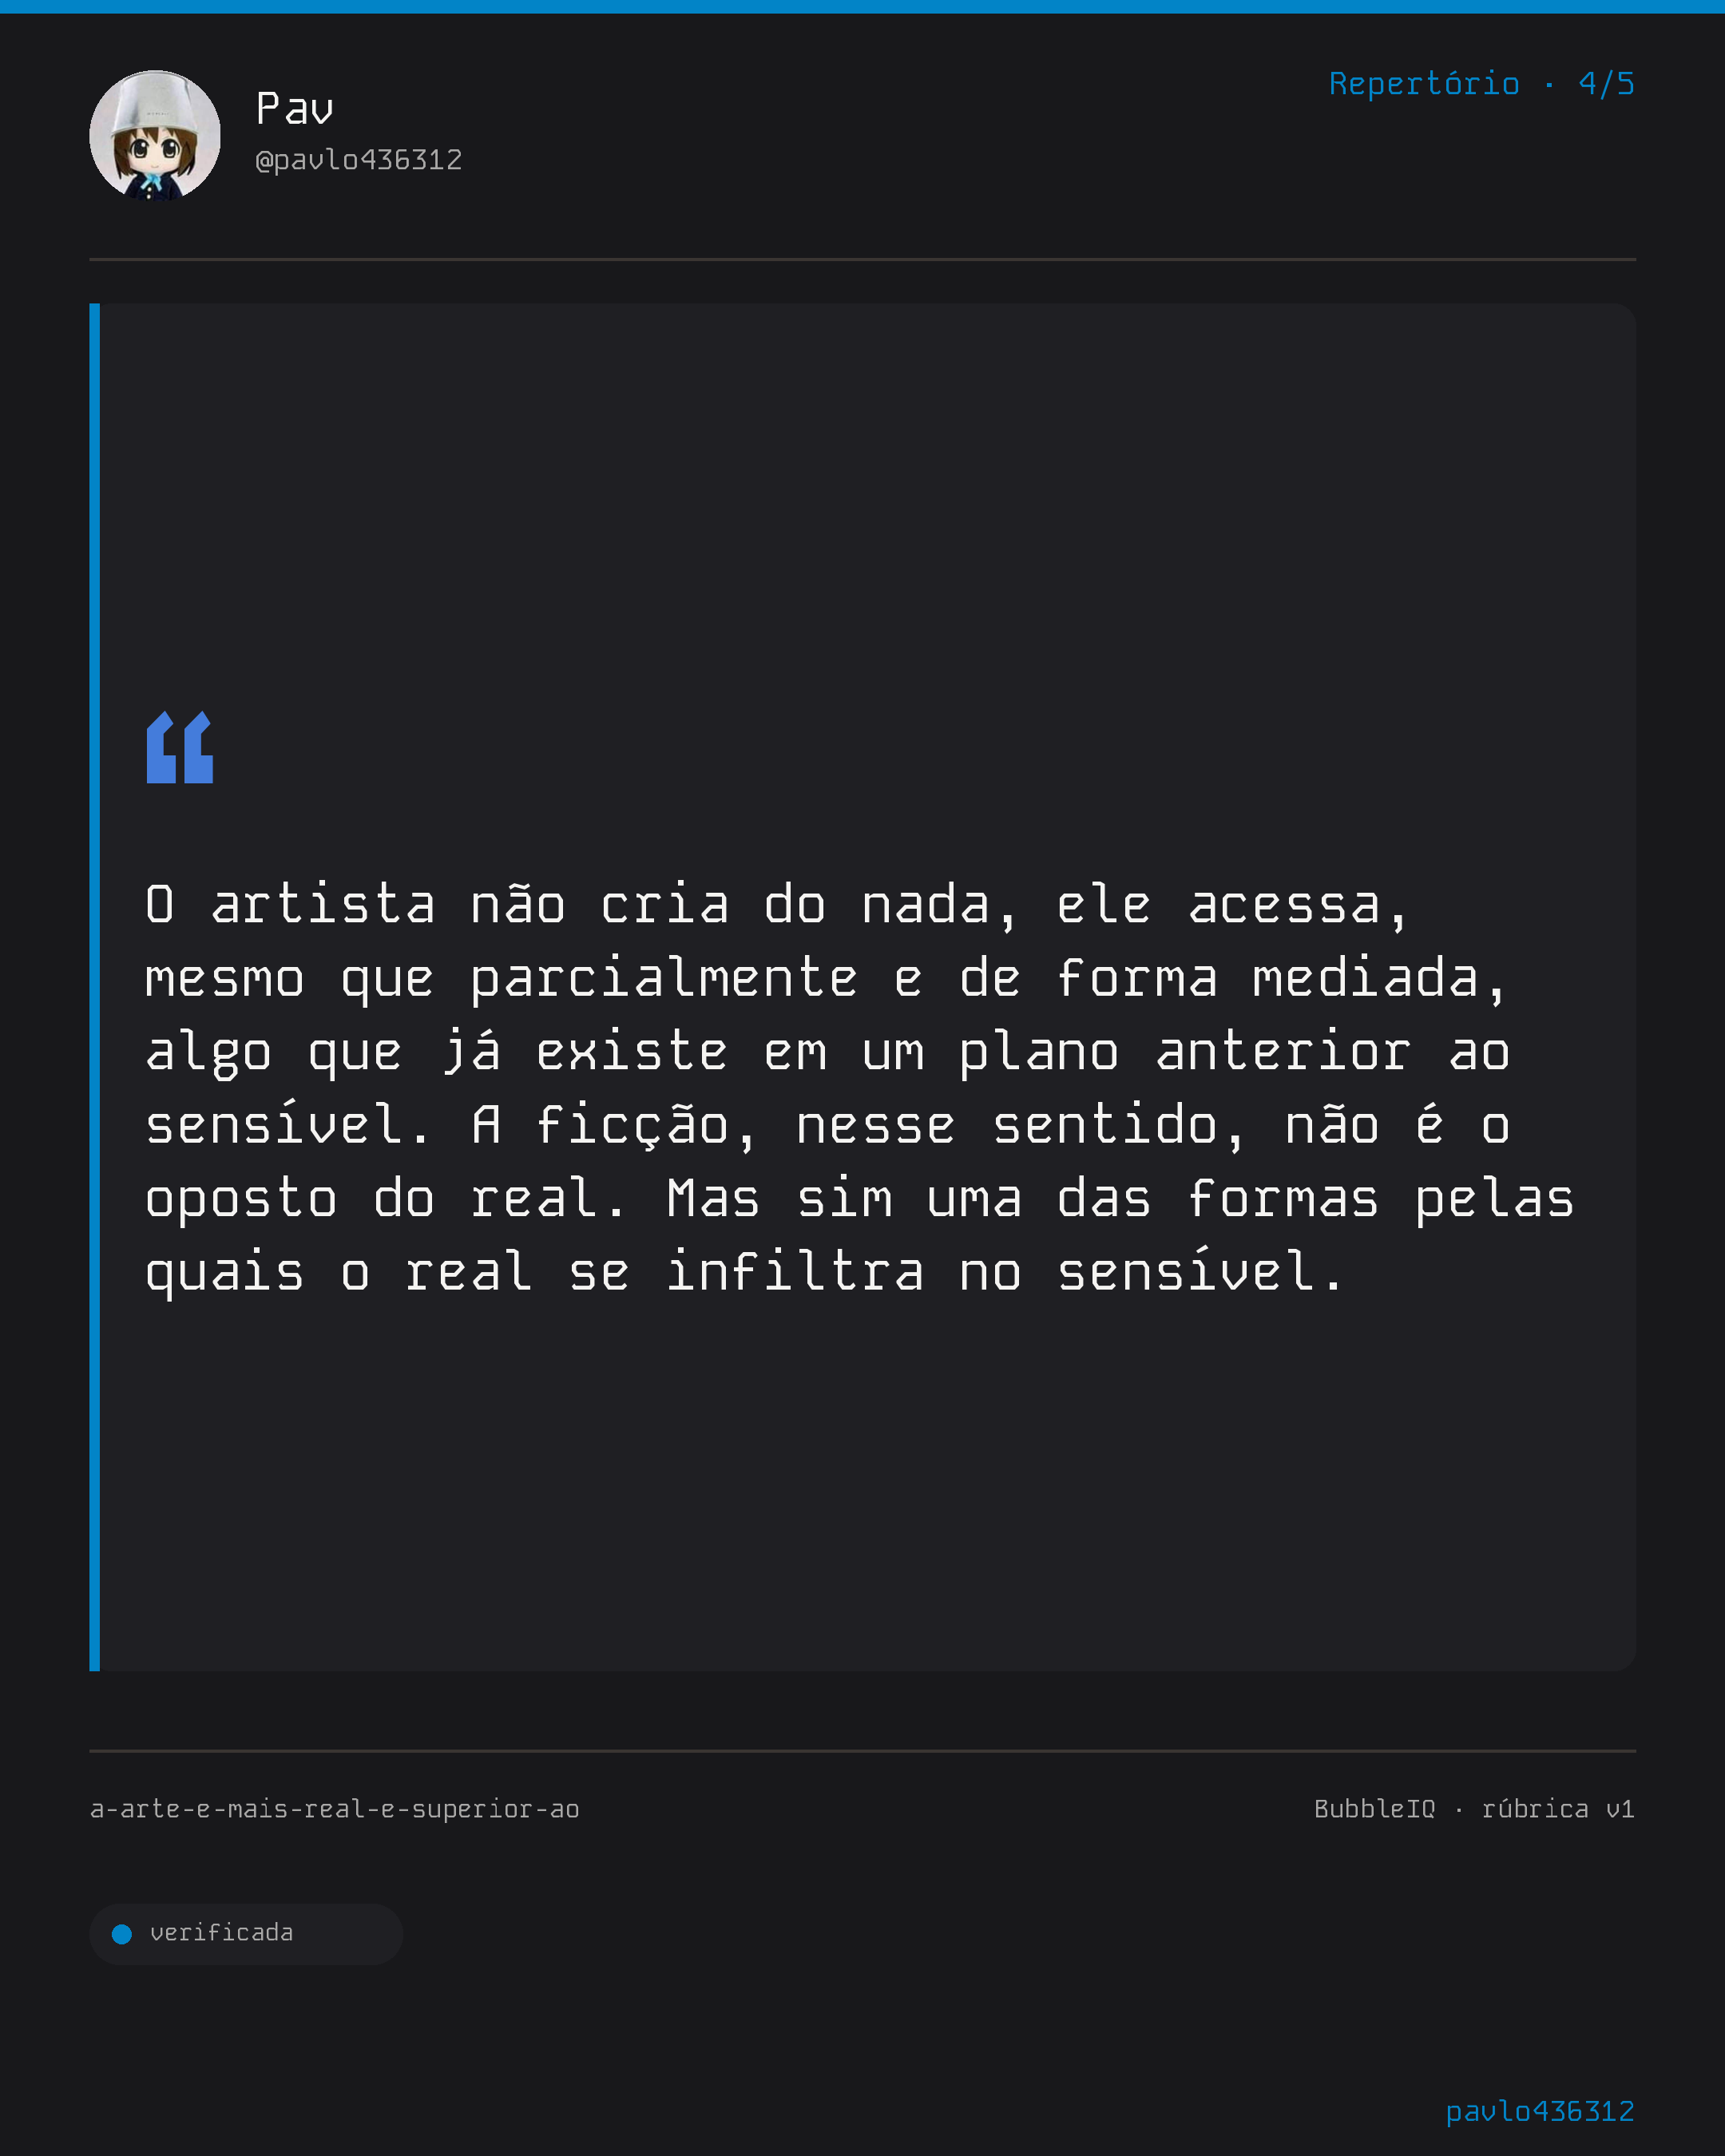 Pav
@pavlo436312
Repertório · 4/5
“
O artista não cria do nada, ele acessa,
mesmo que parcialmente e de forma mediada,
algo que já existe em um plano anterior ao
sensível. A ficção, nesse sentido, não é o
oposto do real. Mas sim uma das formas pelas
quais o real se infiltra no sensível.
a-arte-e-mais-real-e-superior-ao
BubbleIQ · rúbrica v1
verificada
pavlo436312